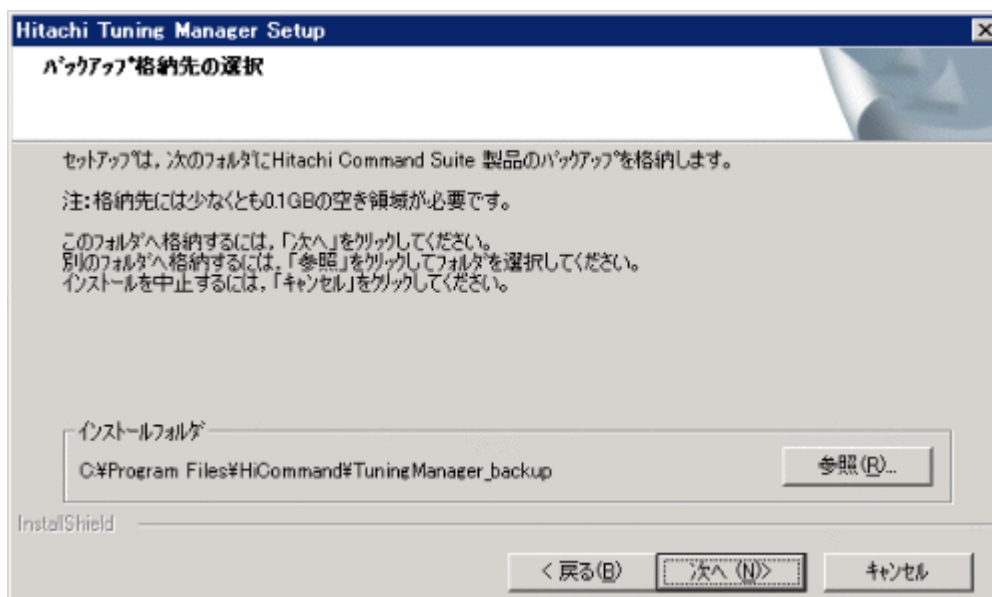 Hitachi Tuning Manager Setup
バックアップ格納先の選択
セットアップは，次のフォルダにHitachi Command Suite 製品のバックアップを格納します。
注：格納先には少なくとも0.1GBの空き領域が必要です。
このフォルダへ格納するには，「次へ」をクリックしてください。
別のフォルダへ格納するには，「参照」をクリックしてフォルダを選択してください。
インストールを中止するには，「キャンセル」をクリックしてください。
インストールフォルダ
C:¥Program Files¥HiCommand¥TuningManager_backup
参照(R)...
InstallShield
< 戻る(B)
次へ (N)>
キャンセル